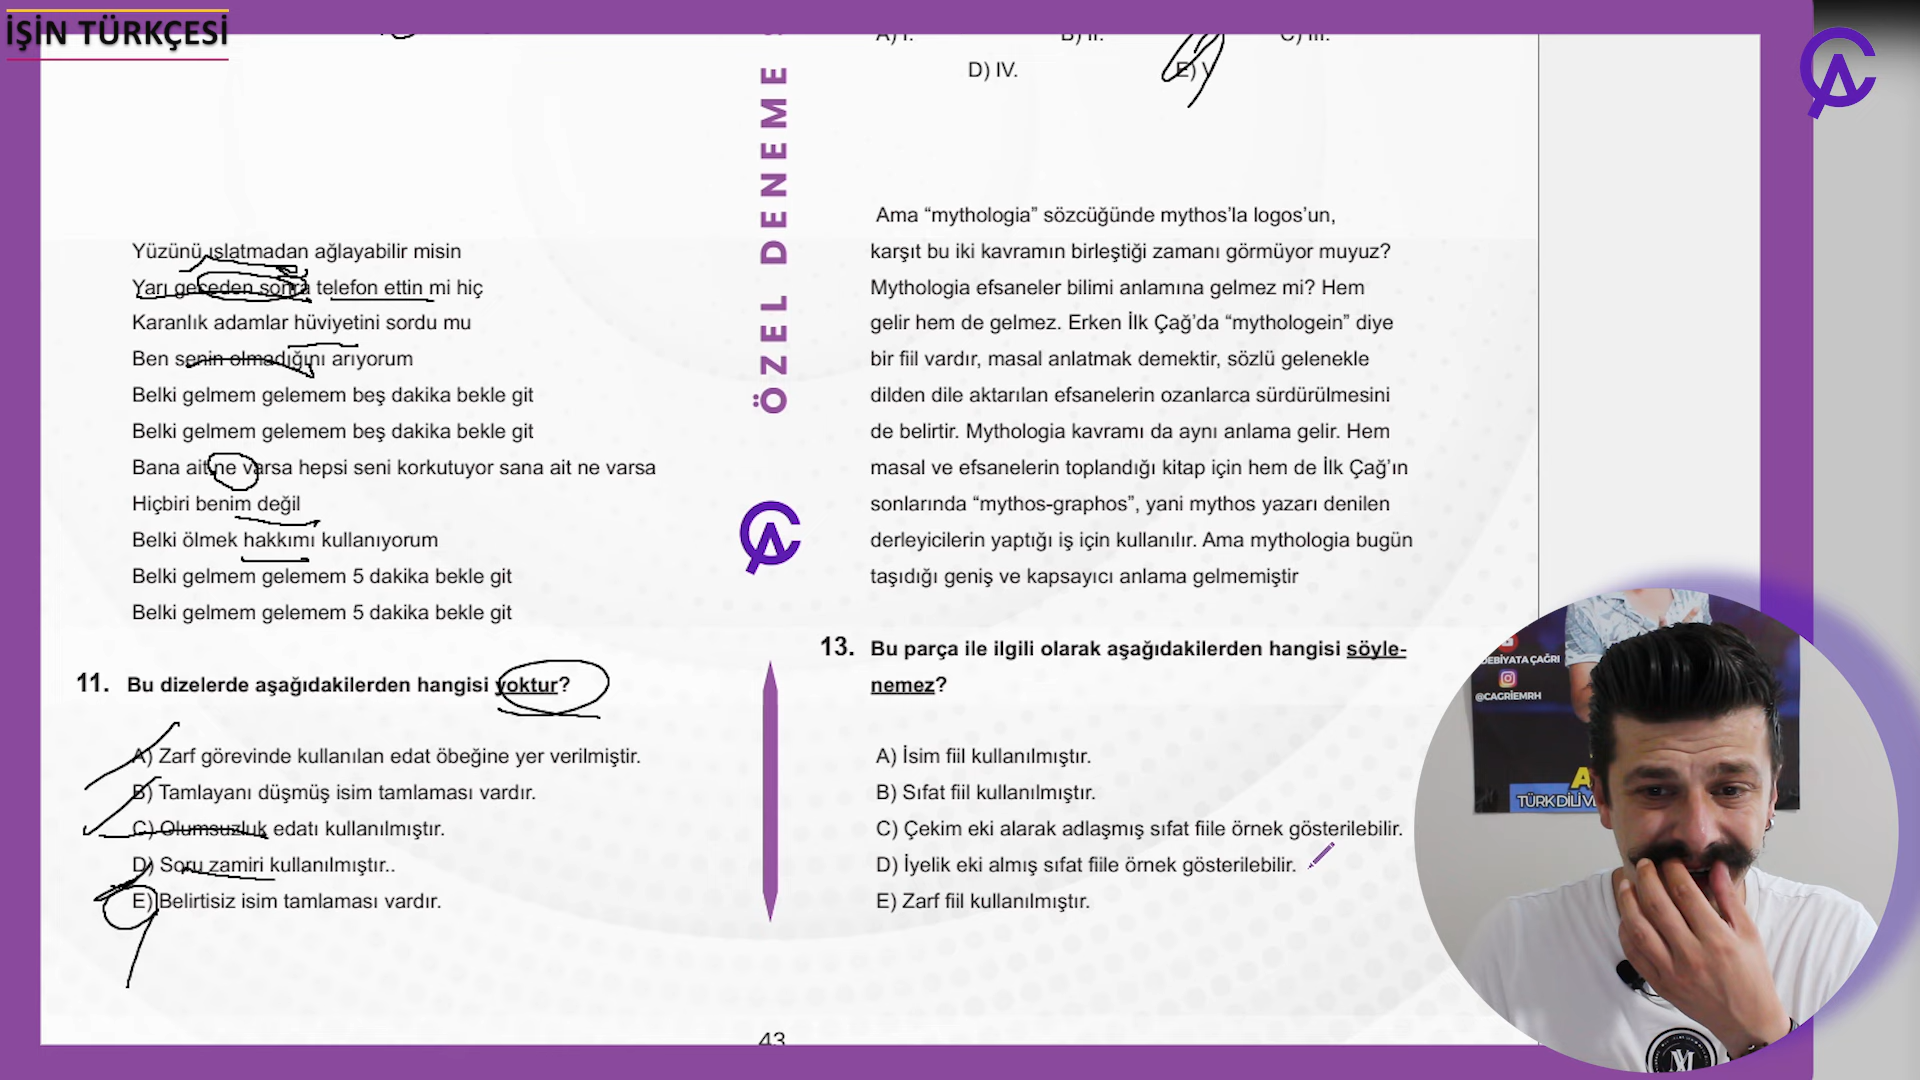 İŞİN TÜRKÇESİ
Yüzünü ıslatmadan ağlayabilir misin
Yarı geceden sonra telefon ettin mi hiç
Karanlık adamlar hüviyetini sordu mu
Ben senin olmadığını arıyorum
Belki gelmem gelemem beş dakika bekle git
Belki gelmem gelemem beş dakika bekle git
Bana ait ne varsa hepsi seni korkutuyor sana ait ne varsa
Hiçbiri benim değil
Belki ölmek hakkımı kullanıyorum
Belki gelmem gelemem 5 dakika bekle git
Belki gelmem gelemem 5 dakika bekle git
11. Bu dizelerde aşağıdakilerden hangisi yoktur?
A) Zarf görevinde kullanılan edat öbeğine yer verilmiştir.
B) Tamlayanı düşmüş isim tamlaması vardır.
C) Olumsuzluk edatı kullanılmıştır.
D) Soru zamiri kullanılmıştır..
E) Belirtisiz isim tamlaması vardır.
ÖZEL DENEME
43
A) I. B) II. C) III.
D) IV. E) V
Ama “mythologia” sözcüğünde mythos’la logos’un,
karşıt bu iki kavramın birleştiği zamanı görmüyor muyuz?
Mythologia efsaneler bilimi anlamına gelmez mi? Hem
gelir hem de gelmez. Erken İlk Çağ’da “mythologein” diye
bir fiil vardır, masal anlatmak demektir, sözlü gelenekle
dilden dile aktarılan efsanelerin ozanlarca sürdürülmesini
de belirtir. Mythologia kavramı da aynı anlama gelir. Hem
masal ve efsanelerin toplandığı kitap için hem de İlk Çağ’ın
sonlarında “mythos-graphos”, yani mythos yazarı denilen
derleyicilerin yaptığı iş için kullanılır. Ama mythologia bugün
taşıdığı geniş ve kapsayıcı anlama gelmemiştir
13. Bu parça ile ilgili olarak aşağıdakilerden hangisi söyle-
nemez?
A) İsim fiil kullanılmıştır.
B) Sıfat fiil kullanılmıştır.
C) Çekim eki alarak adlaşmış sıfat fiile örnek gösterilebilir.
D) İyelik eki almış sıfat fiile örnek gösterilebilir.
E) Zarf fiil kullanılmıştır.
DEBİYATA ÇAĞRI
@CAGRİEMRH
TÜRK DİLİ V